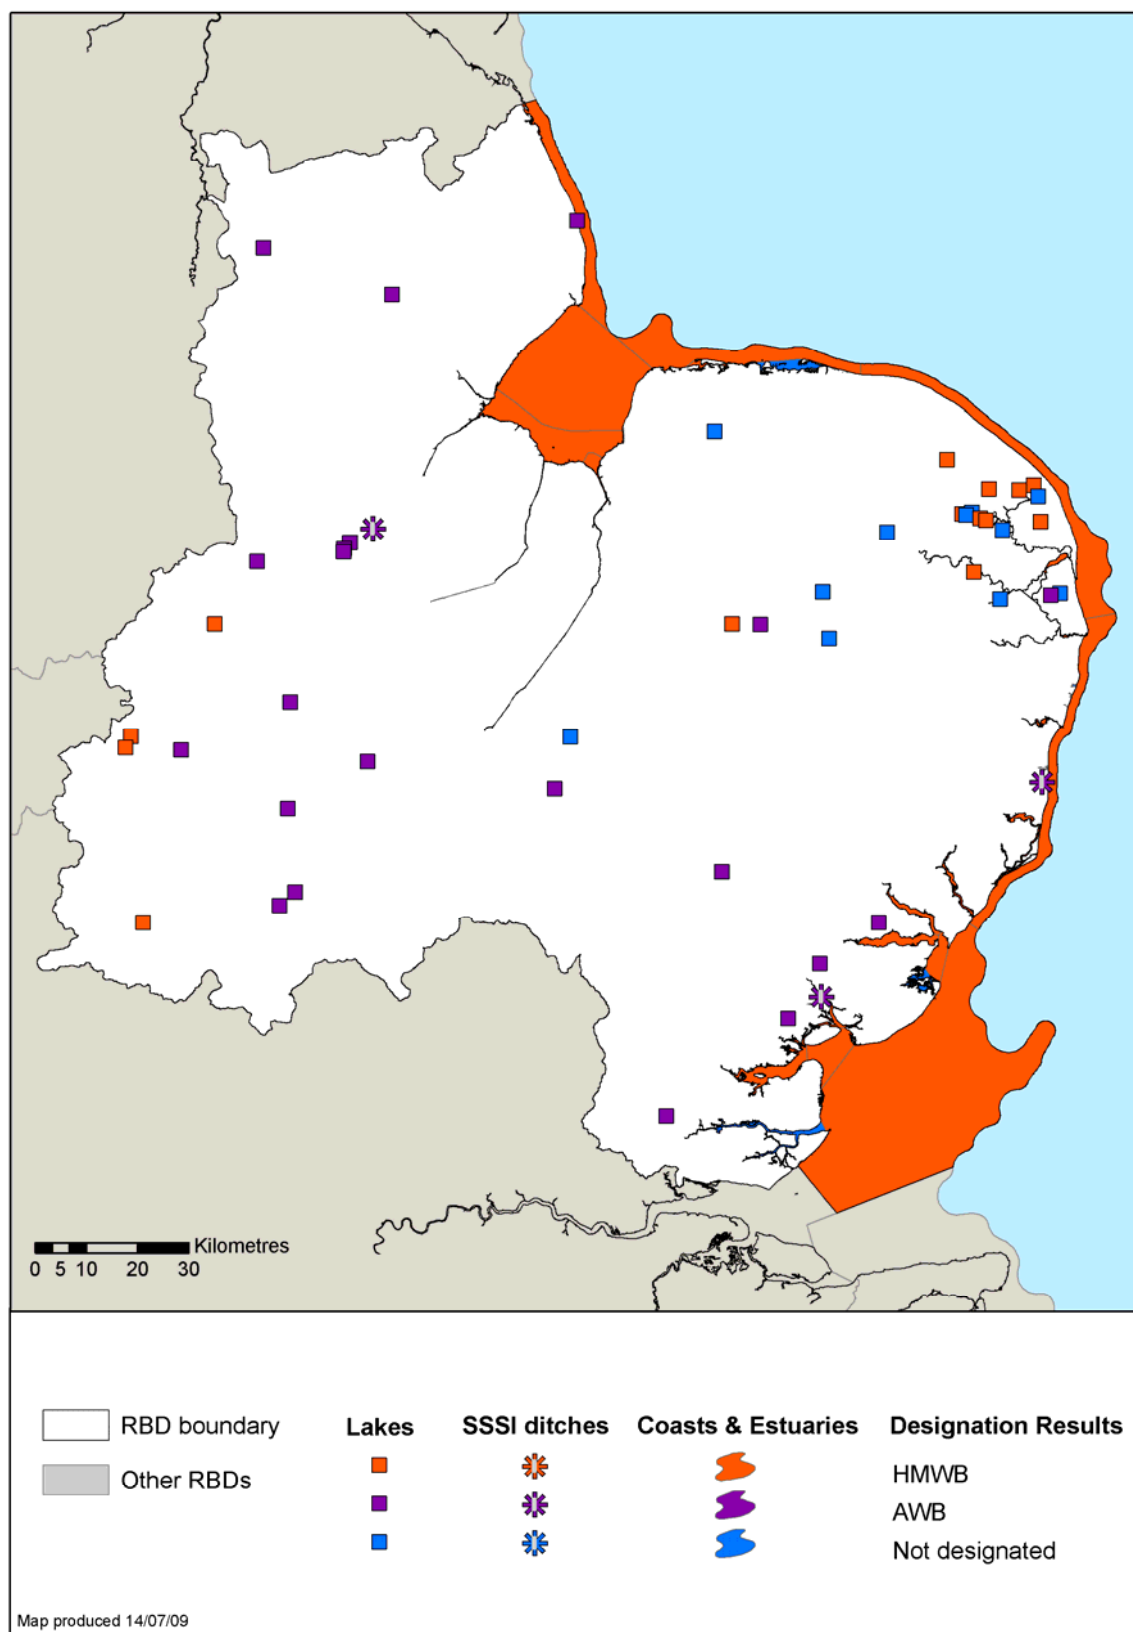 Kilometres
0 5 10 20 30
RBD boundary
Other RBDs
Lakes SSSI ditches Coasts & Estuaries Designation Results
HMWB
AWB
Not designated
Map produced 14/07/09